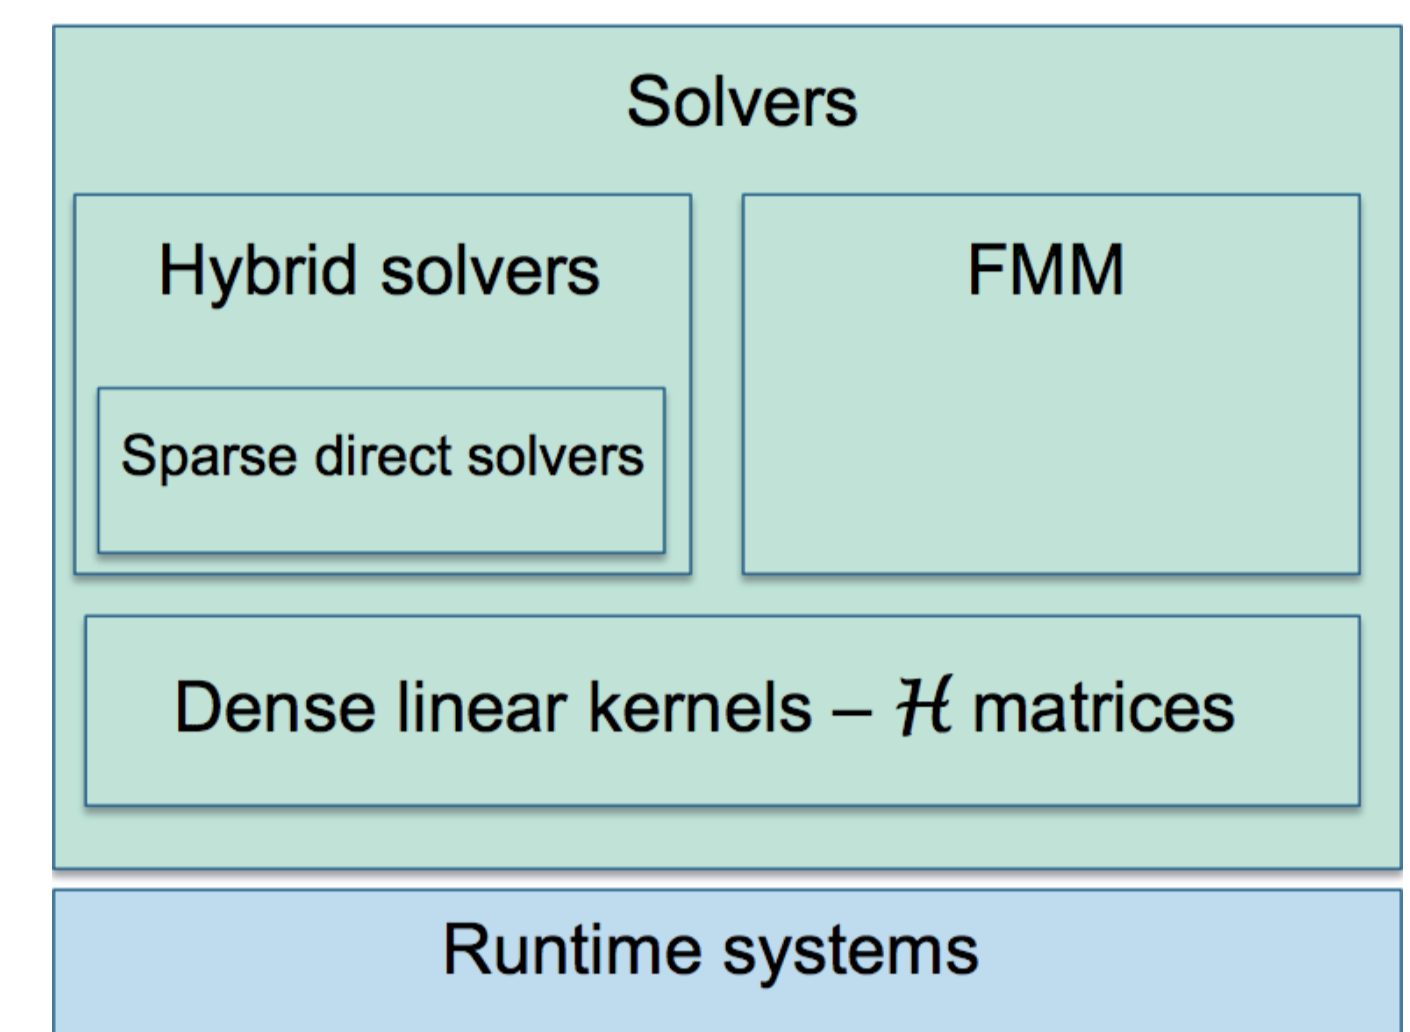 Solvers
Hybrid solvers
FMM
Sparse direct solvers
Dense linear kernels – ℋ matrices
Runtime systems